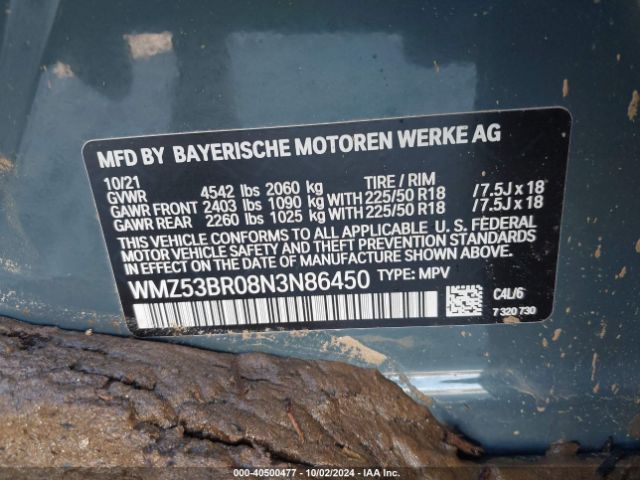 MFD BY BAYERISCHE MOTOREN WERKE AG
10/21
GVWR 4542 lbs 2060 kg TIRE / RIM
GAWR FRONT 2403 lbs 1090 kg WITH 225/50 R18 / 7.5J x 18
GAWR REAR 2260 lbs 1025 kg WITH 225/50 R18 / 7.5J x 18
THIS VEHICLE CONFORMS TO ALL APPLICABLE U. S. FEDERAL
MOTOR VEHICLE SAFETY AND THEFT PREVENTION STANDARDS
IN EFFECT ON THE DATE OF MANUFACTURE SHOWN ABOVE.
WMZ53BR08N3N86450 TYPE: MPV
C4L/6
7 320 730
000-40500477 - 10/02/2024 - IAA Inc.